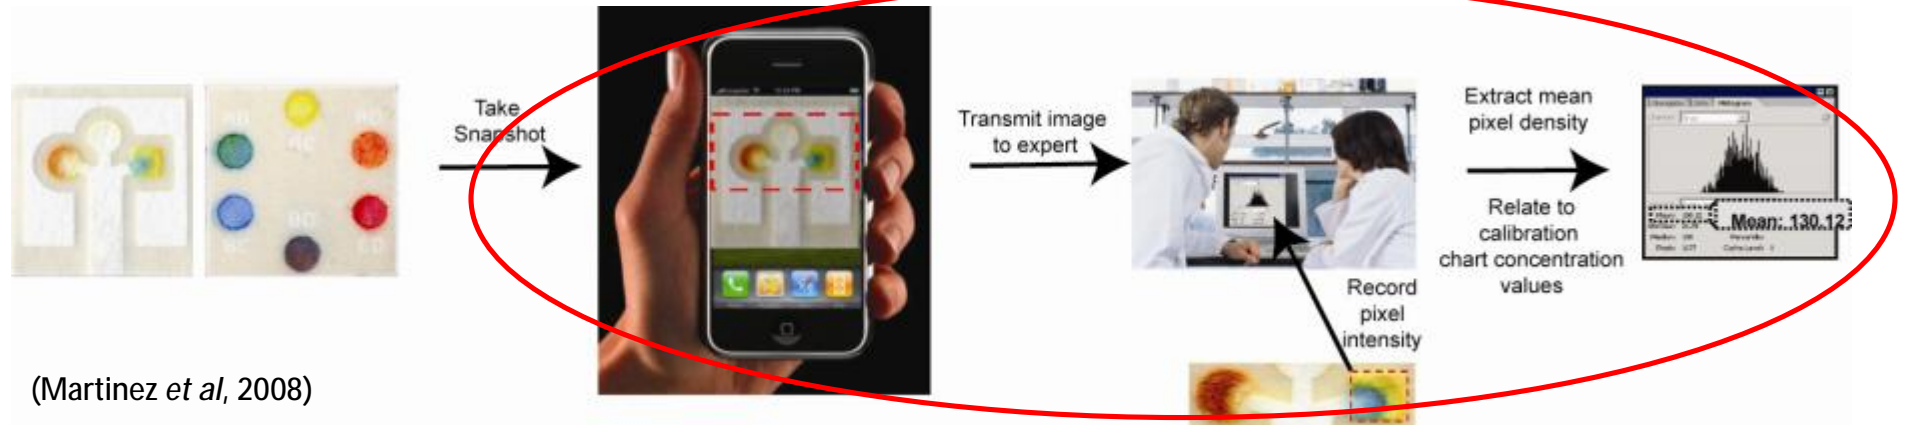 Take
Snapshot
Transmit image
to expert
Extract mean
pixel density
Relate to
calibration
chart concentration
values
Mean: 130.12
Record
pixel
intensity
(Martinez et al, 2008)